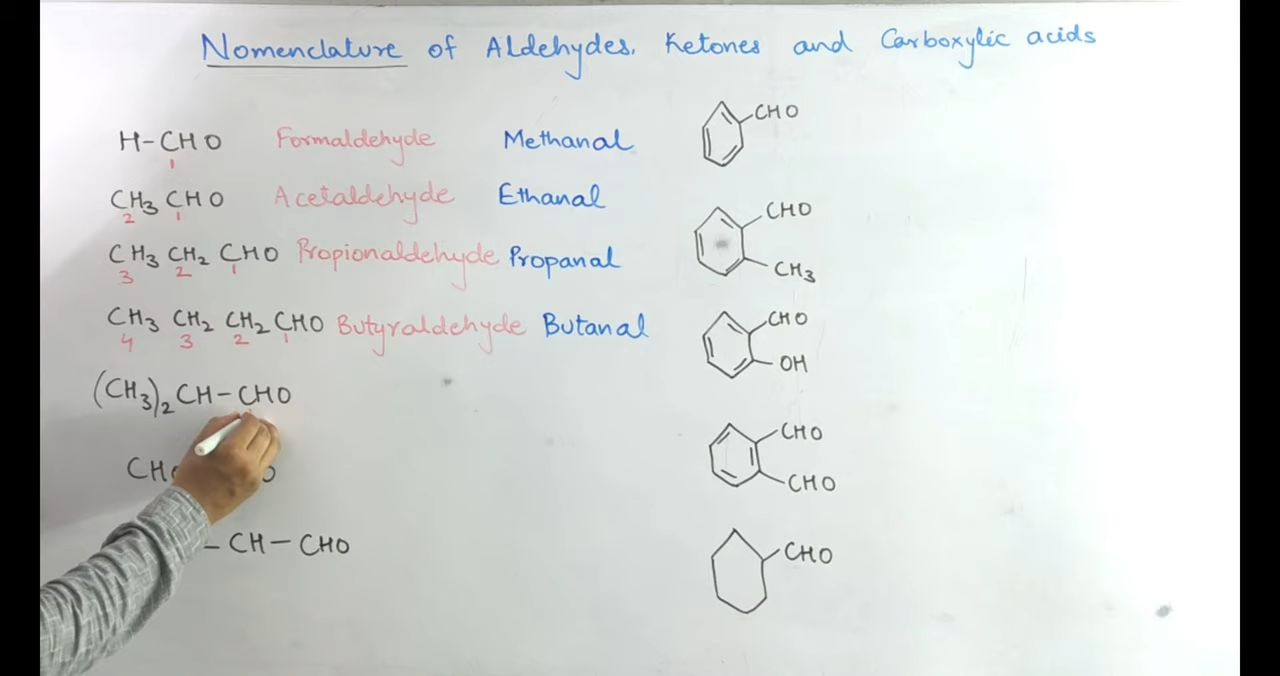 Nomenclature of Aldehydes, Ketones and Carboxylic acids
H-CHO Formaldehyde Methanal
1
CH3 CHO Acetaldehyde Ethanal
2 1
CH3 CH2 CHO Propionaldehyde Propanal
3 2 1
CH3 CH2 CH2 CHO Butyraldehyde Butanal
4 3 2 1
(CH3)2 CH-CHO
- CH - CHO
CHO
CHO
CH3
CHO
OH
CHO
CHO
CHO